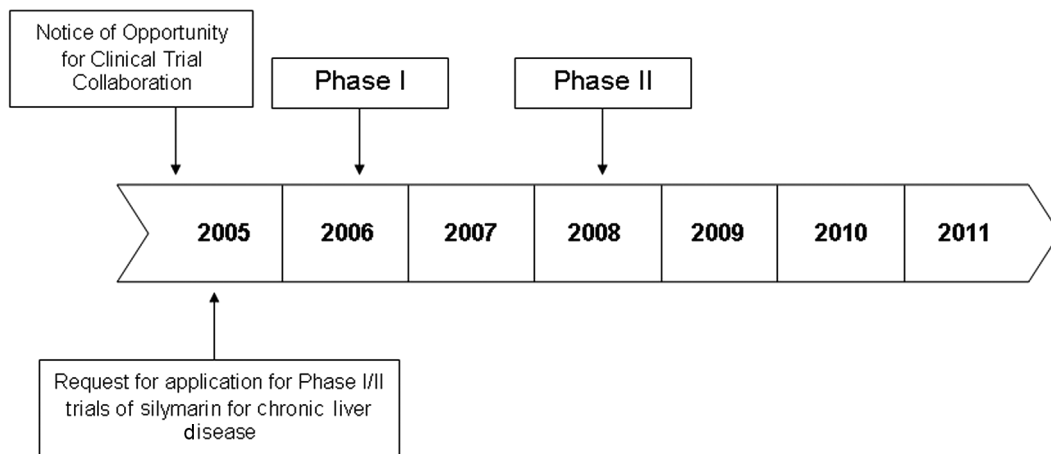 Notice of Opportunity
for Clinical Trial
Collaboration
Phase I
Phase II
2005
2006
2007
2008
2009
2010
2011
Request for application for Phase I/II
trials of silymarin for chronic liver
disease